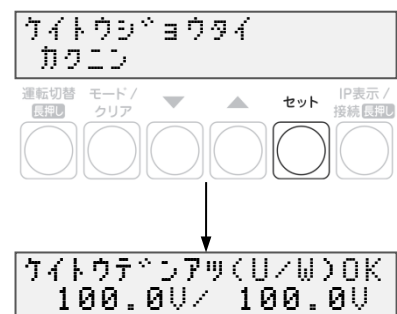 ケイトウジョウタイ
カクニン
運転切替 長押し
モード/クリア
▼
▲
セット
IP表示/接続 長押し
ケイトウデンアツ(U/W)OK
100.0V/ 100.0V